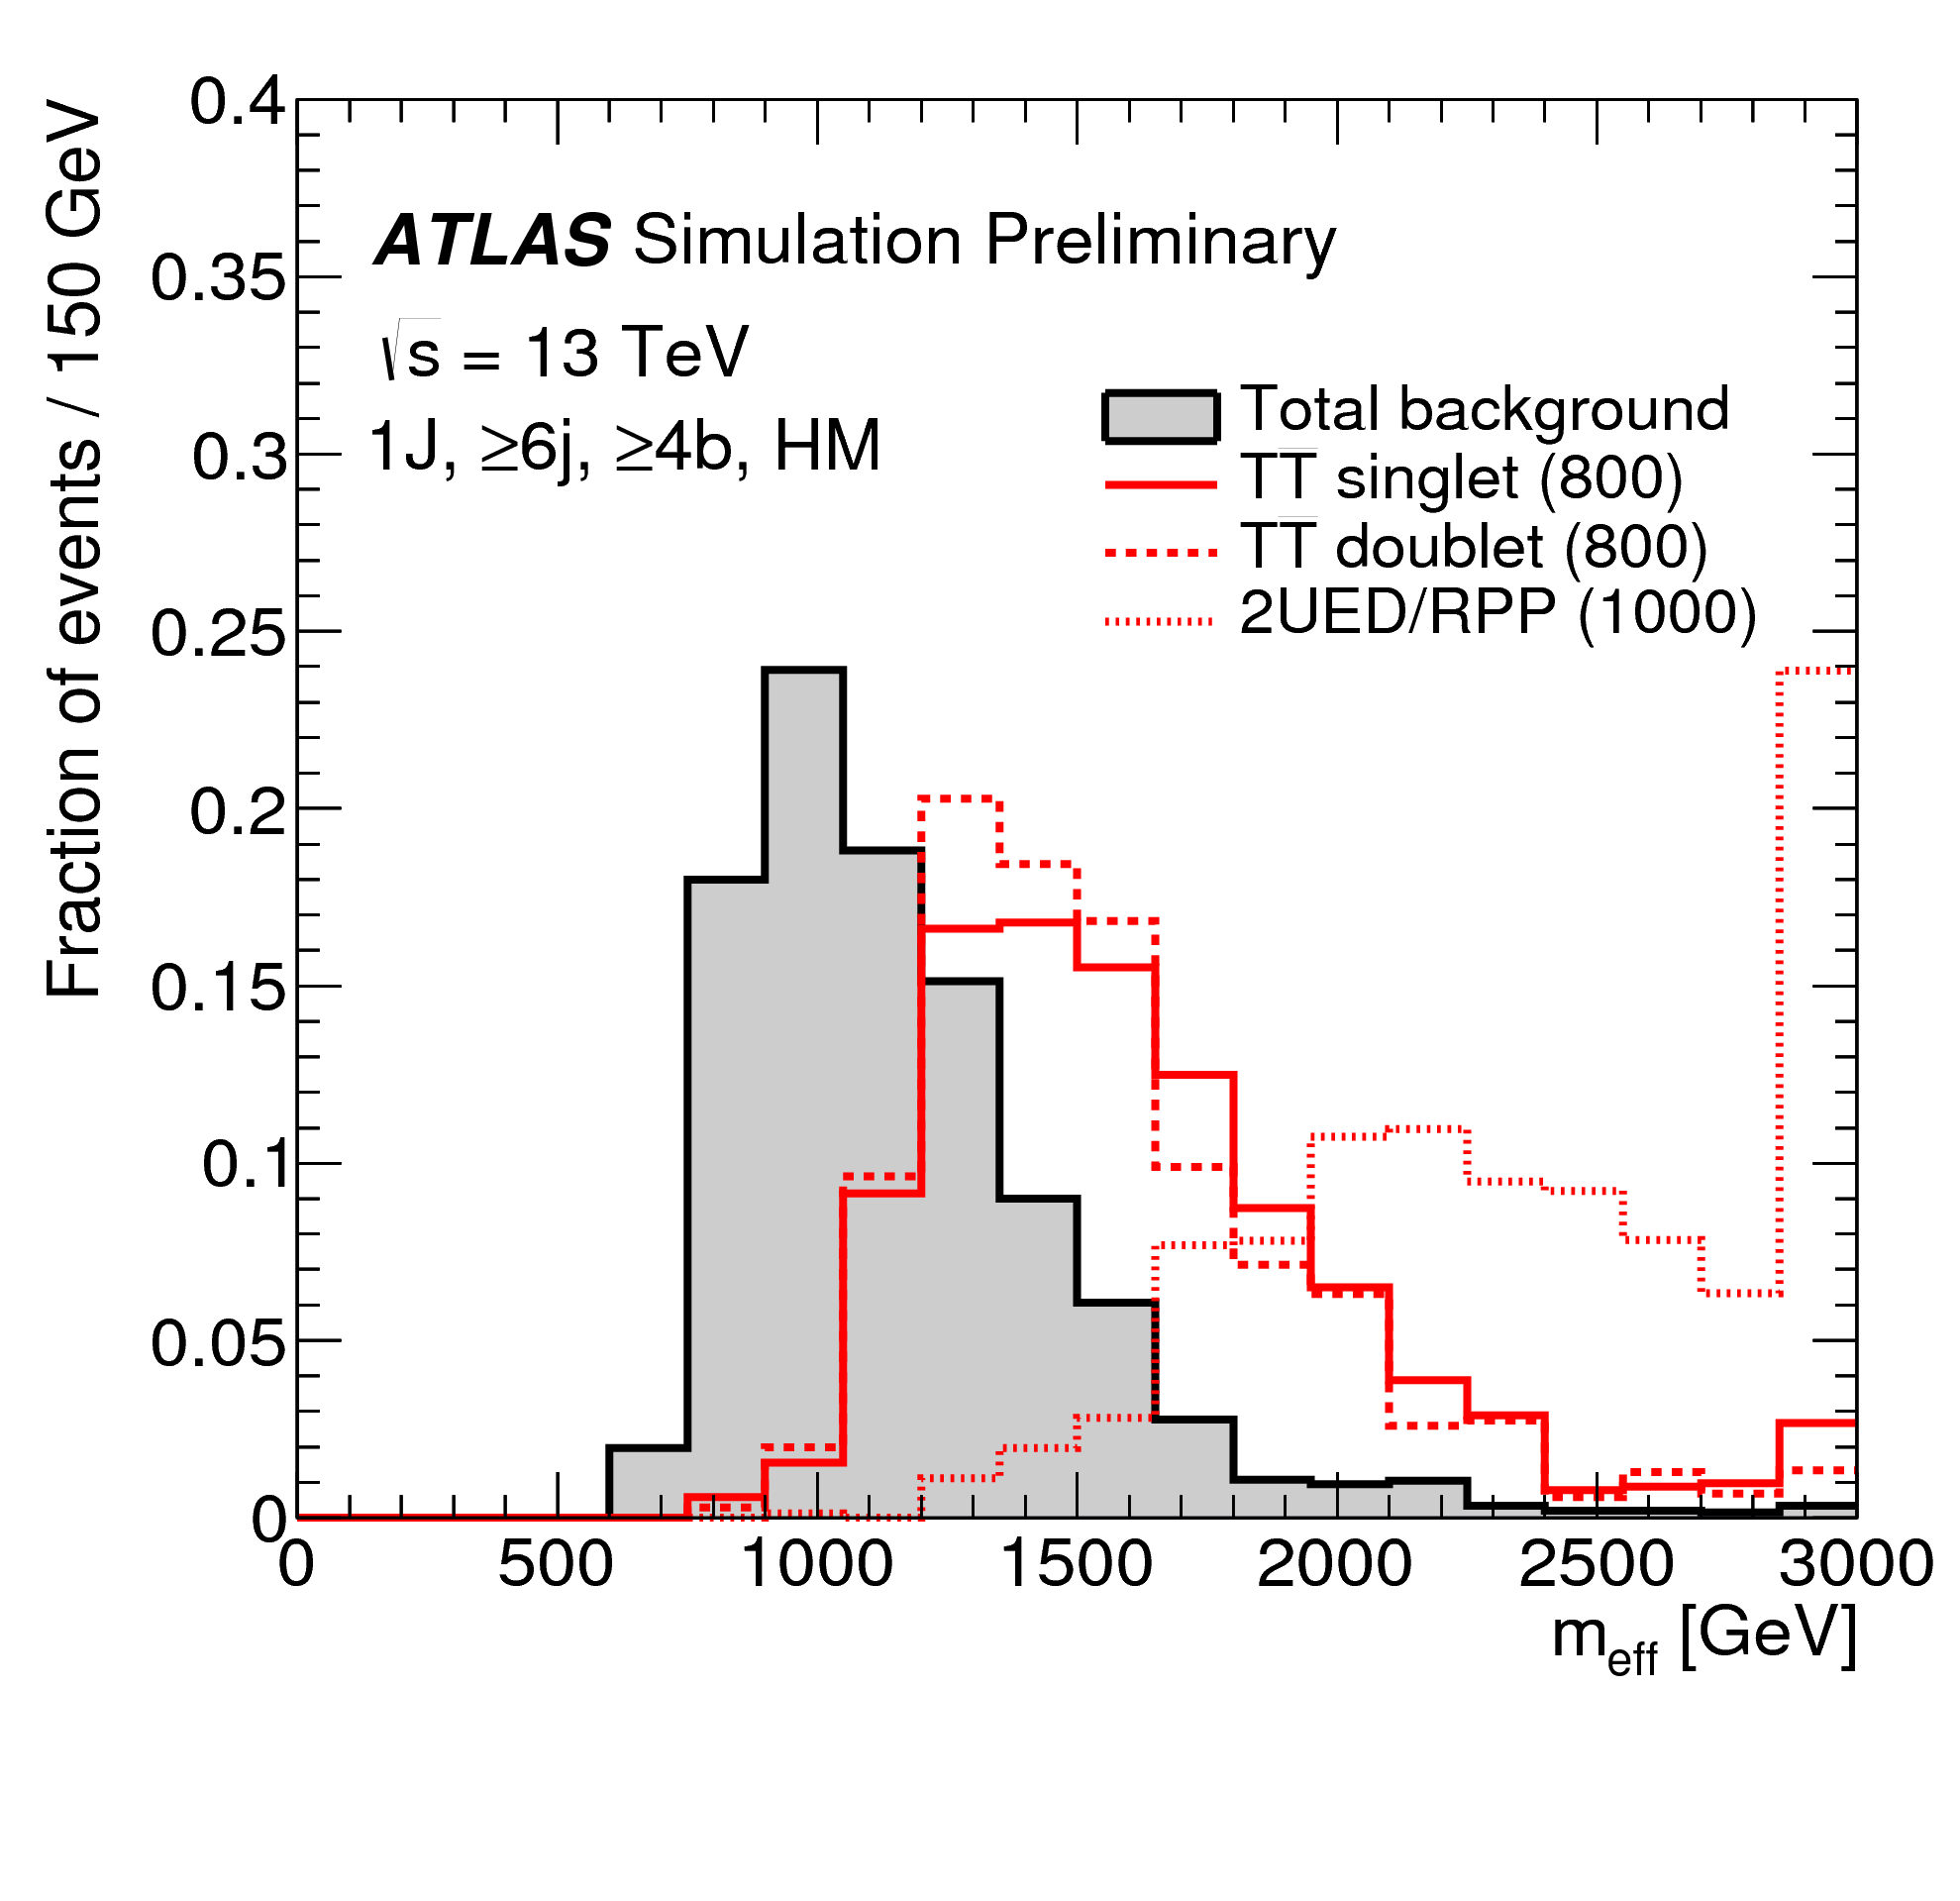 Fraction of events / 150 GeV
0.4
0.35
0.3
0.25
0.2
0.15
0.1
0.05
0
ATLAS Simulation Preliminary
√s = 13 TeV
1J, ≥6j, ≥4b, HM
Total background
TT̅ singlet (800)
TT̅ doublet (800)
2UED/RPP (1000)
0 500 1000 1500 2000 2500 3000
m_eff [GeV]